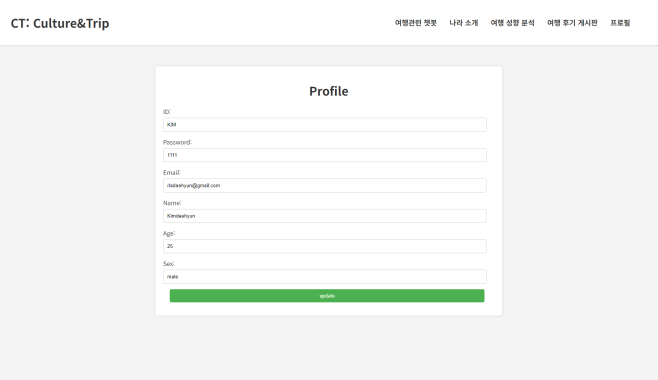 CT: Culture&Trip
여행관련 챗봇 나라 소개 여행 성향 분석 여행 후기 게시판 프로필
Profile
ID:
KIM
Password:
1111
Email:
dadaehyun@gmail.com
Name:
Kimdaehyun
Age:
25
Sex:
male
update